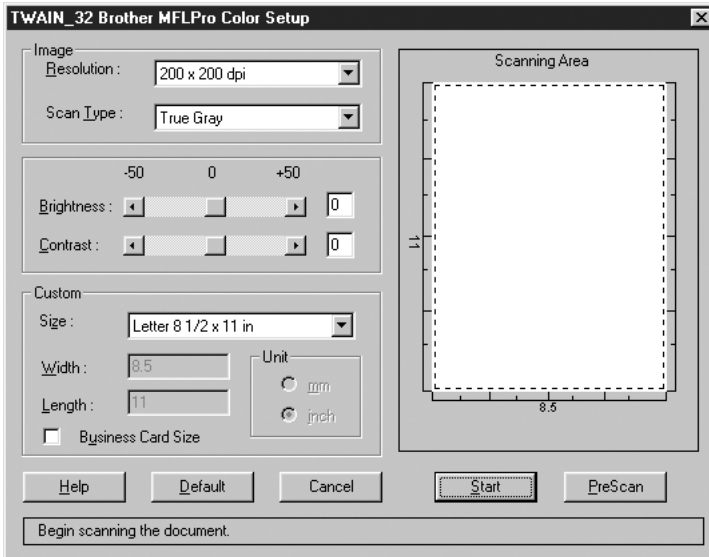 TWAIN_32 Brother MFLPro Color Setup
Image
Resolution : 200 x 200 dpi
Scan Type : True Gray
-50 0 +50
Brightness : 0
Contrast : 0
Custom
Size : Letter 8 1/2 x 11 in
Width : 8.5
Length : 11
Unit
mm
inch
Business Card Size
Scanning Area
11
8.5
Help Default Cancel Start PreScan
Begin scanning the document.